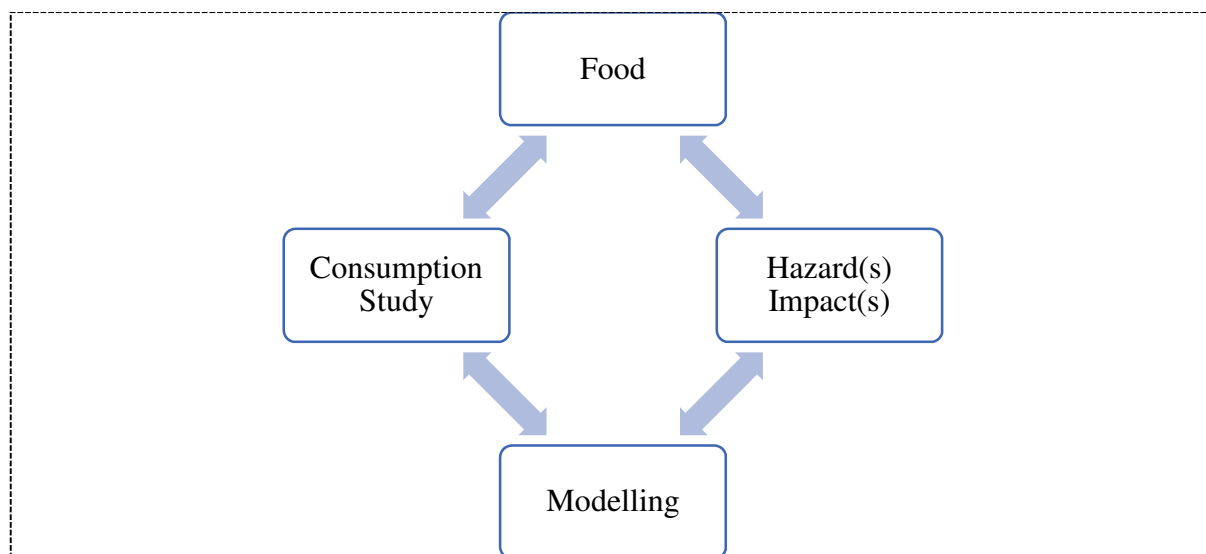 Food
Consumption
Study
Hazard(s)
Impact(s)
Modelling